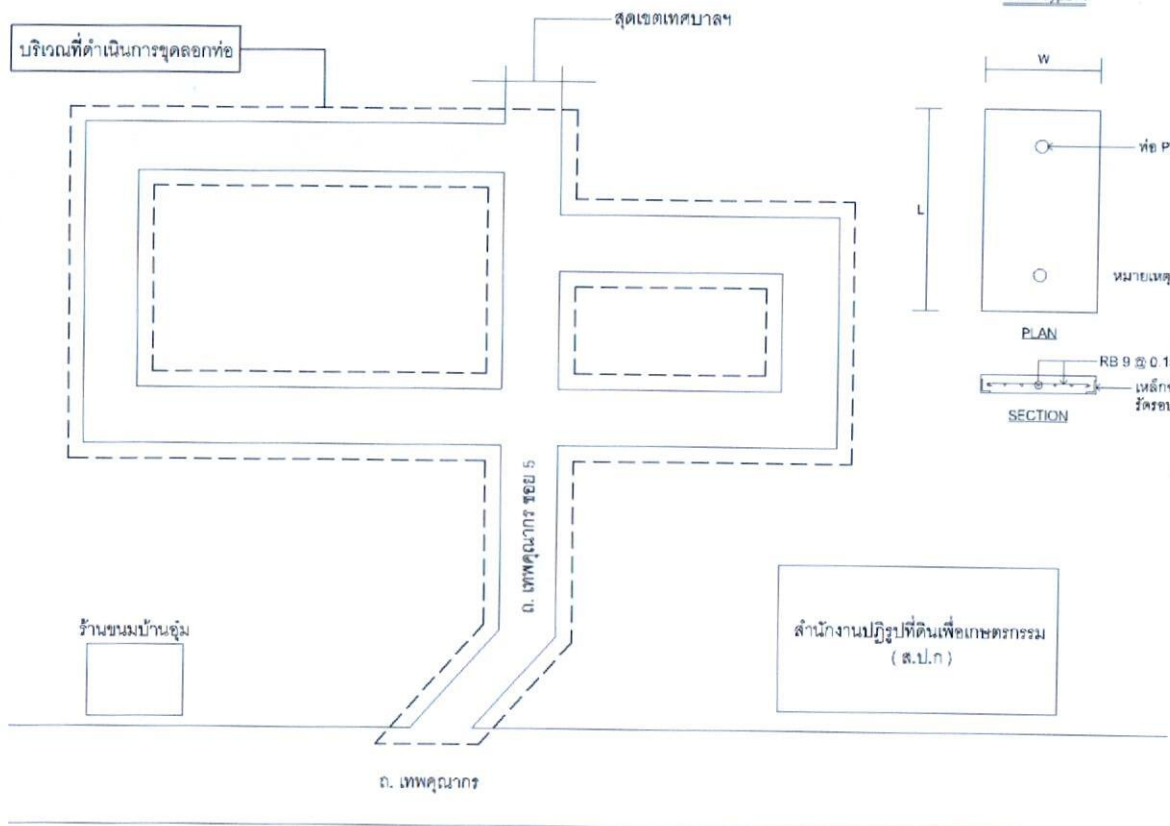 สุดเขตเทศบาลฯ
บริเวณที่ดำเนินการขุดลอกท่อ
W
ท่อ P
L
หมายเหตุ
PLAN
RB 9 @ 0.1
SECTION
ถ. เทพคุณากร ซอย 5
ร้านขนมบ้านอุ๋ม
สำนักงานปฏิรูปที่ดินเพื่อเกษตรกรรม
( ส.ป.ก )
ถ. เทพคุณากร